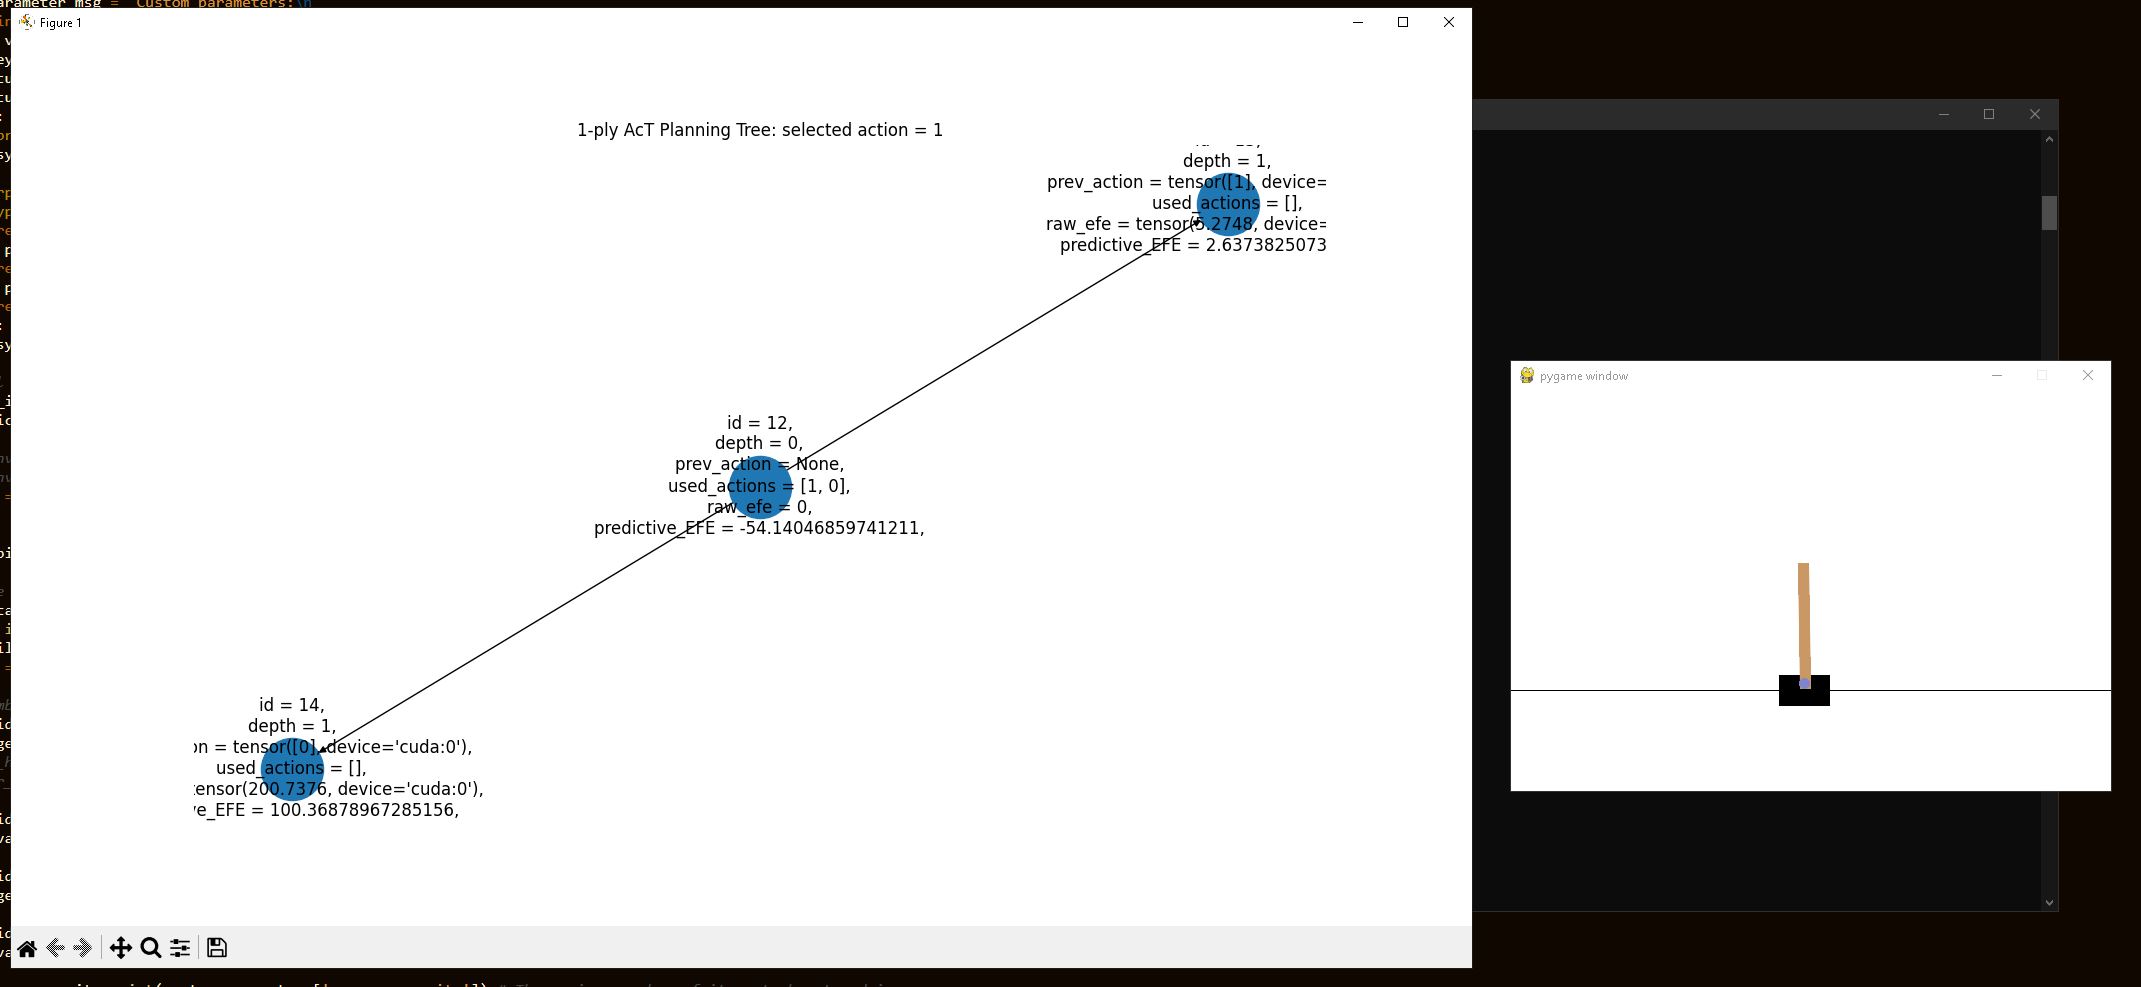 Figure 1
1-ply AcT Planning Tree: selected action = 1
depth = 1,
prev_action = tensor([1], device=
used_actions = [],
raw_efe = tensor(5.2748, device=
predictive_EFE = 2.6373825073
id = 12,
depth = 0,
prev_action = None,
used_actions = [1, 0],
raw_efe = 0,
predictive_EFE = -54.14046859741211,
id = 14,
depth = 1,
on = tensor([0], device='cuda:0'),
used_actions = [],
tensor(200.7376, device='cuda:0'),
ve_EFE = 100.36878967285156,
pygame window